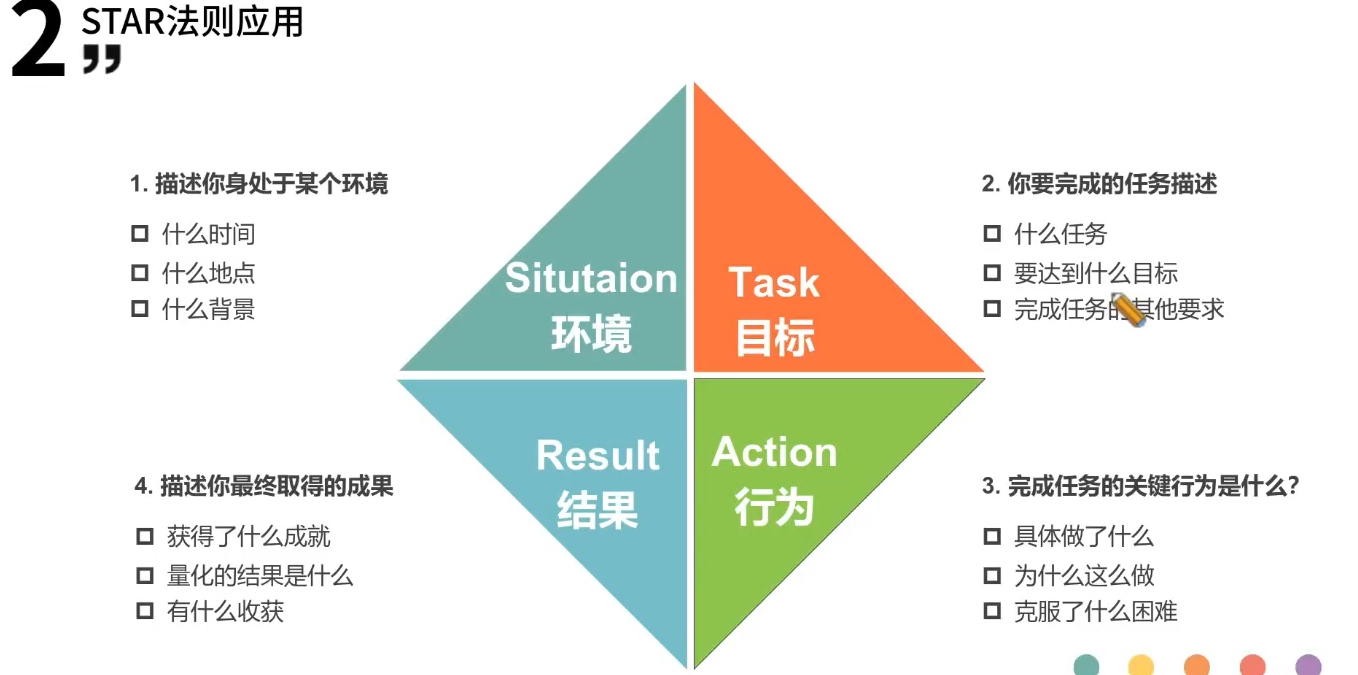 2
STAR法则应用
”
1. 描述你身处于某个环境
什么时间
什么地点
什么背景
Situtaion
环境
Task
目标
2. 你要完成的任务描述
什么任务
要达到什么目标
完成任务的其他要求
4. 描述你最终取得的成果
获得了什么成就
量化的结果是什么
有什么收获
Result
结果
Action
行为
3. 完成任务的关键行为是什么?
具体做了什么
为什么这么做
克服了什么困难